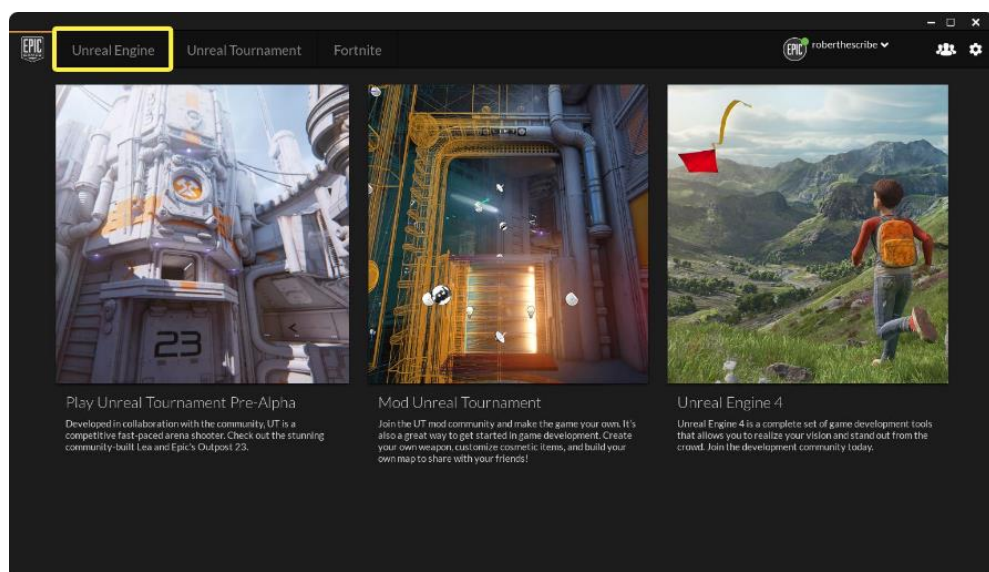 EPIC
Unreal Engine
Unreal Tournament
Fortnite
EPIC
roberthescribe
23
Play Unreal Tournament Pre-Alpha
Developed in collaboration with the community, UT is a
competitive fast-paced arena shooter. Check out the stunning
community-built Lea and Epic's Outpost 23.
Mod Unreal Tournament
Join the UT mod community and make the game your own. It's
also a great way to get started in game development. Create
your own weapon, customize cosmetic items, and build your
own map to share with your friends!
Unreal Engine 4
Unreal Engine 4 is a complete set of game development tools
that allows you to realize your vision and stand out from the
crowd. Join the development community today.